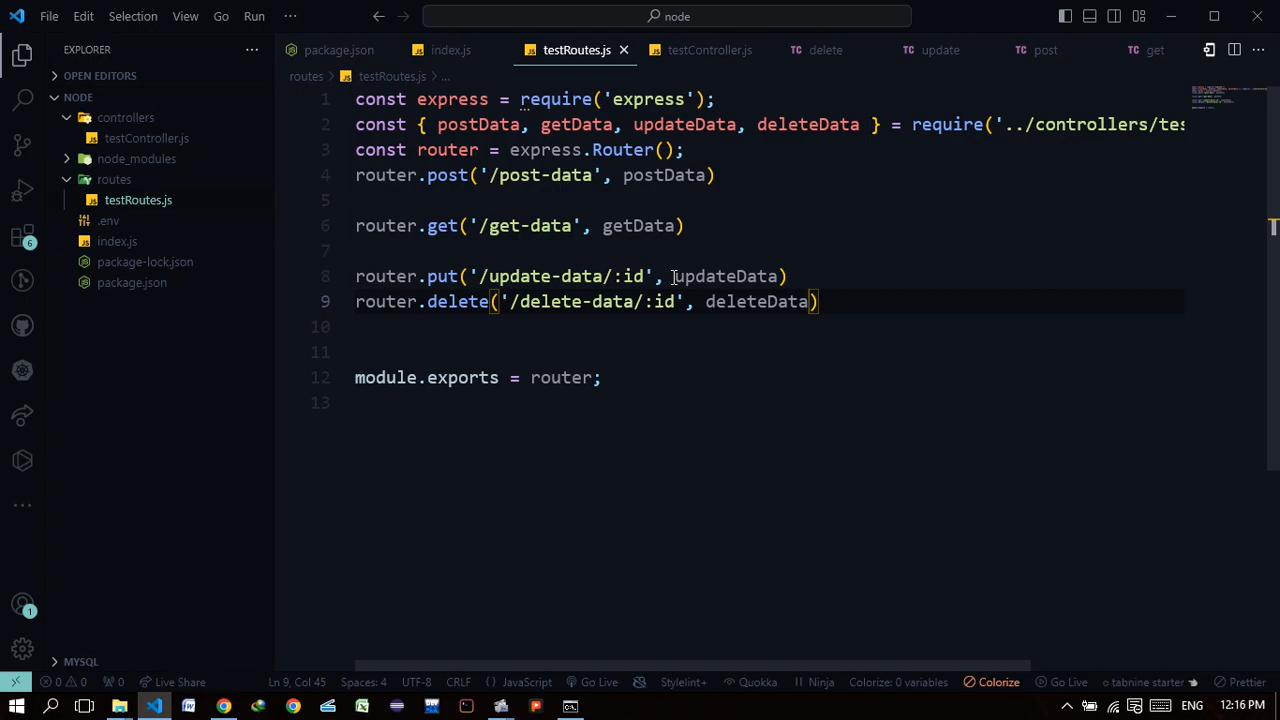 File Edit Selection View Go Run ··· node
EXPLORER ···
package.json index.js testRoutes.js testController.js delete update post get ···
OPEN EDITORS
routes > testRoutes.js > ...
NODE
controllers
testController.js
node_modules
routes
testRoutes.js
.env
index.js
package-lock.json
package.json
MYSQL
1 const express = require('express');
2 const { postData, getData, updateData, deleteData } = require('../controllers/tes
3 const router = express.Router();
4 router.post('/post-data', postData)
5
6 router.get('/get-data', getData)
7
8 router.put('/update-data/:id', updateData)
9 router.delete('/delete-data/:id', deleteData)
10
11
12 module.exports = router;
13
6
1
0 0 0 Live Share Ln 9, Col 45 Spaces: 4 UTF-8 CRLF {} JavaScript Go Live Stylelint+ Quokka Ninja Colorize: 0 variables Colorize Go Live tabnine starter Prettier
12:16 PM